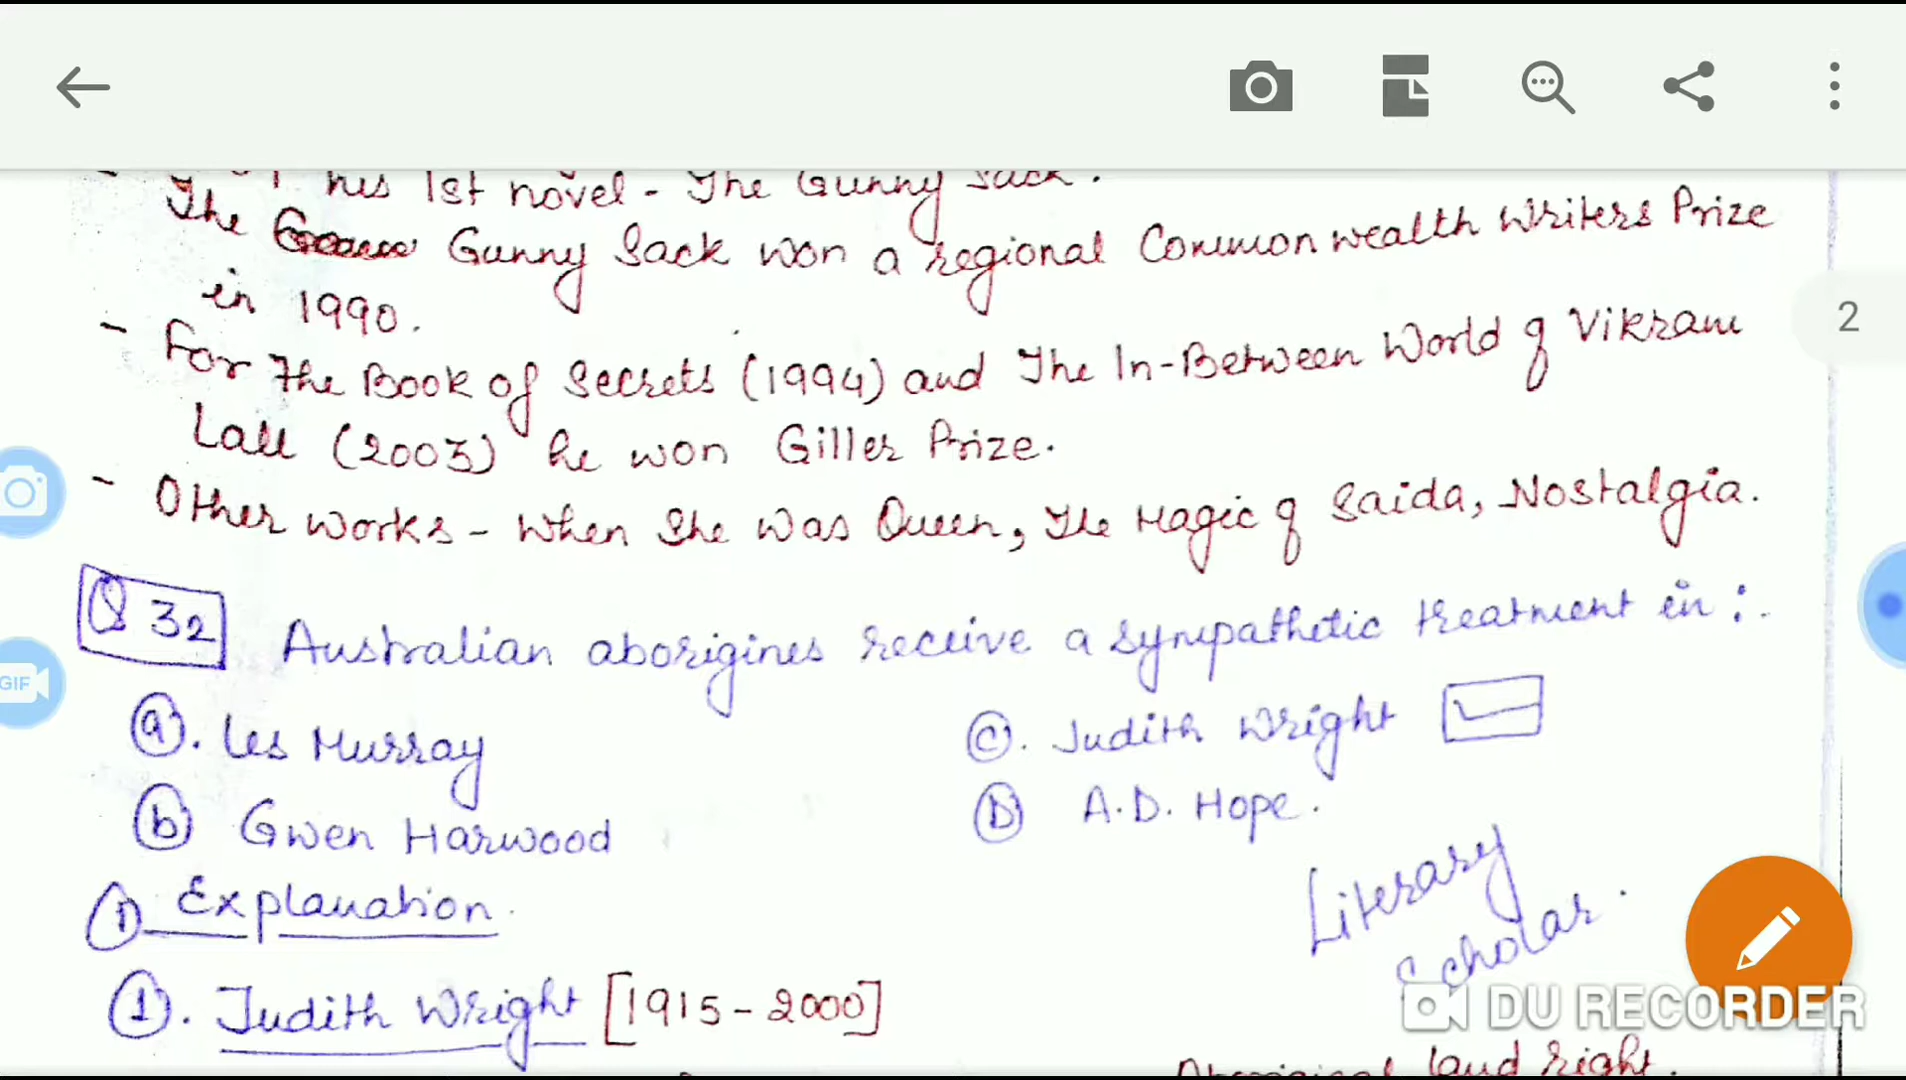 his 1st novel - The Gunny Sack.
The Gunny Sack won a regional Commonwealth Writers Prize
in 1990.
- For The Book of Secrets (1994) and The In-Between World of Vikram
Lall (2003) he won Giller Prize.
- Other works - When She Was Queen, The Magic of Saida, Nostalgia.
2
Q 32 Australian aborigines receive a sympathetic treatment in :.
(a). Les Murray
(C). Judith Wright
(b) Gwen Harwood
(D) A.D. Hope.
Explanation
Literary
Scholar.
(1). Judith Wright [1915-2000]
Aboriginal land right.
GIF
DU RECORDER